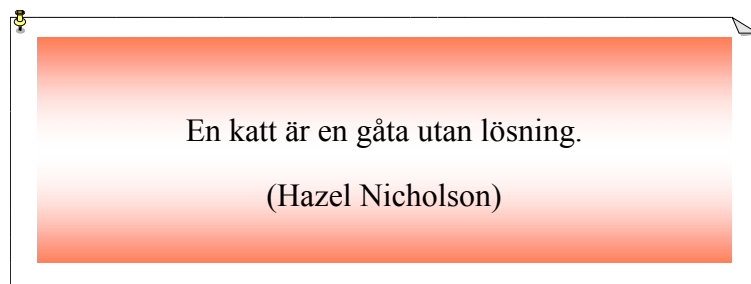 En katt är en gåta utan lösning.
(Hazel Nicholson)